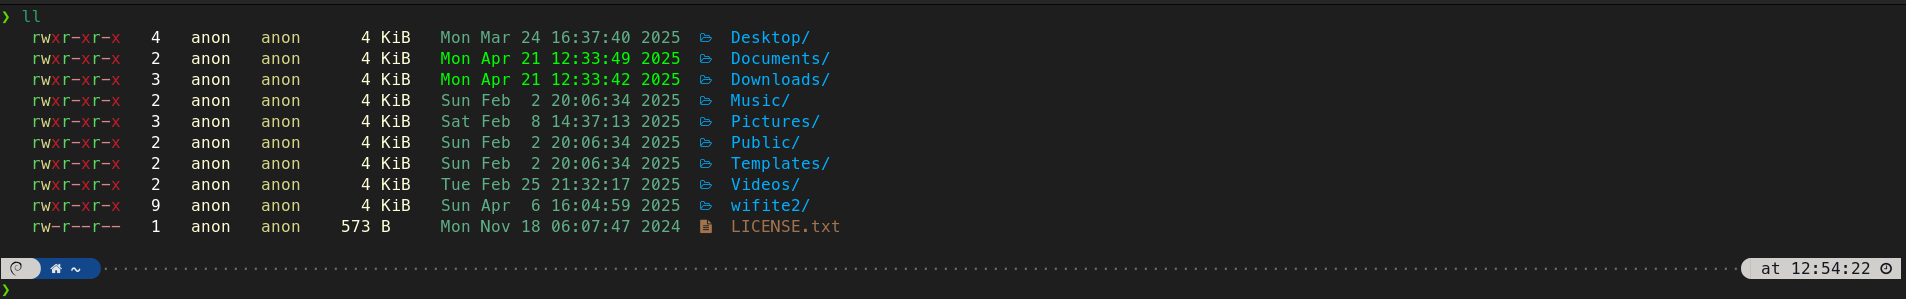 ❯ ll
rwxr-xr-x 4 anon anon 4 KiB Mon Mar 24 16:37:40 2025 Desktop/
rwxr-xr-x 2 anon anon 4 KiB Mon Apr 21 12:33:49 2025 Documents/
rwxr-xr-x 3 anon anon 4 KiB Mon Apr 21 12:33:42 2025 Downloads/
rwxr-xr-x 2 anon anon 4 KiB Sun Feb  2 20:06:34 2025 Music/
rwxr-xr-x 3 anon anon 4 KiB Sat Feb  8 14:37:13 2025 Pictures/
rwxr-xr-x 2 anon anon 4 KiB Sun Feb  2 20:06:34 2025 Public/
rwxr-xr-x 2 anon anon 4 KiB Sun Feb  2 20:06:34 2025 Templates/
rwxr-xr-x 2 anon anon 4 KiB Tue Feb 25 21:32:17 2025 Videos/
rwxr-xr-x 9 anon anon 4 KiB Sun Apr  6 16:04:59 2025 wifite2/
rw-r--r-- 1 anon anon 573 B Mon Nov 18 06:07:47 2024 LICENSE.txt
~ at 12:54:22
❯